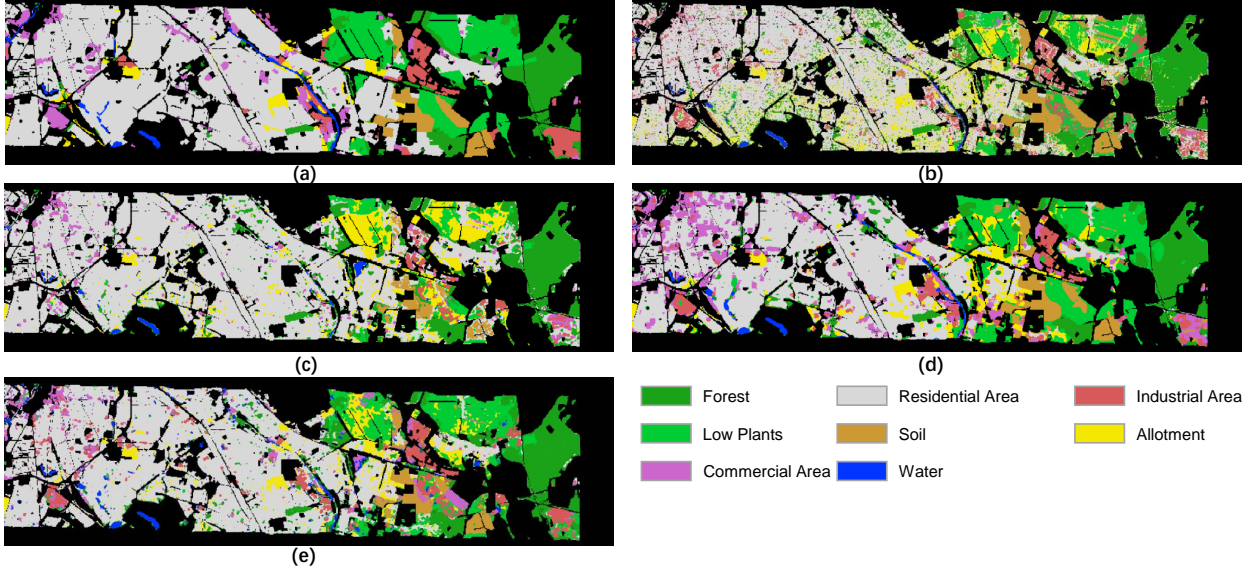 (a)
(b)
(c)
(d)
Forest
Residential Area
Industrial Area
Low Plants
Soil
Allotment
Commercial Area
Water
(e)